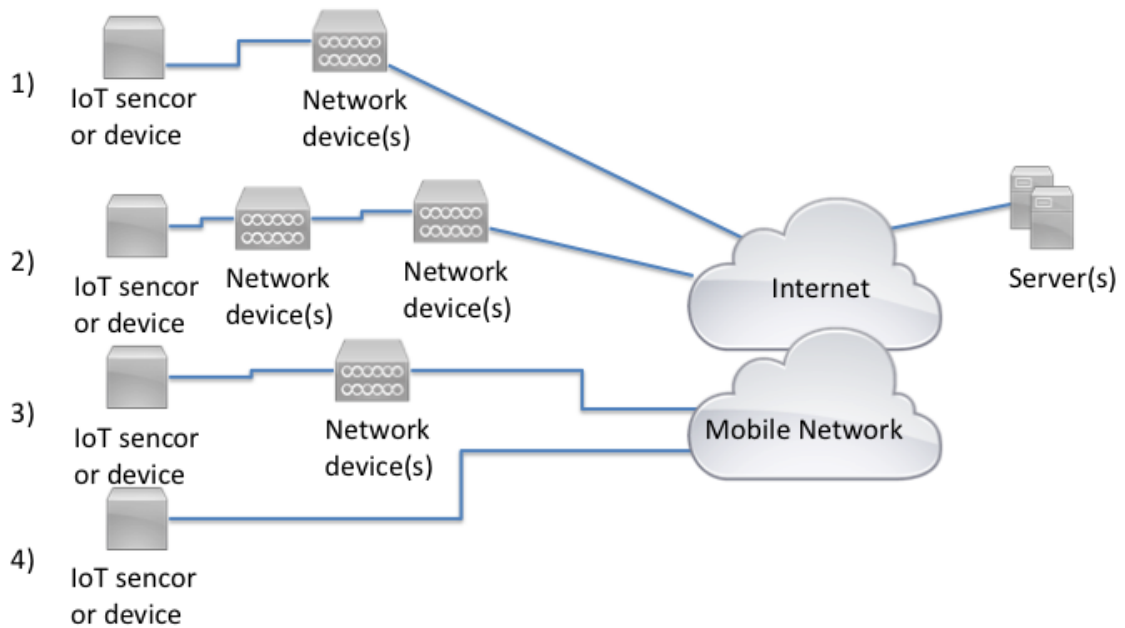 1)
IoT sencor
or device
Network
device(s)
2)
IoT sencor
or device
Network
device(s)
Network
device(s)
Internet
Server(s)
3)
IoT sencor
or device
Network
device(s)
Mobile Network
4)
IoT sencor
or device